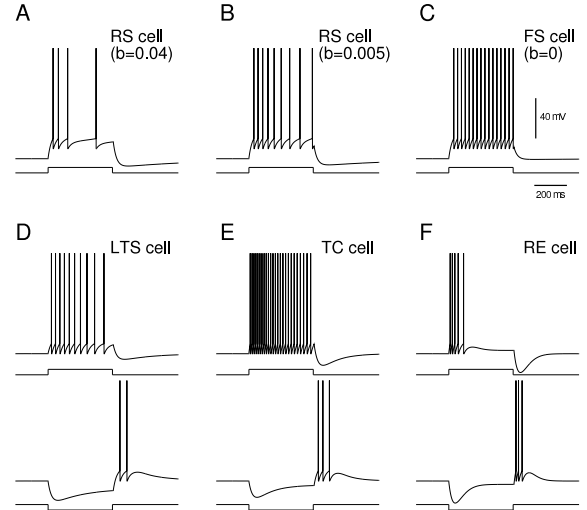 A
RS cell
(b=0.04)
B
RS cell
(b=0.005)
C
FS cell
(b=0)
40 mV
200 ms
D
LTS cell
E
TC cell
F
RE cell